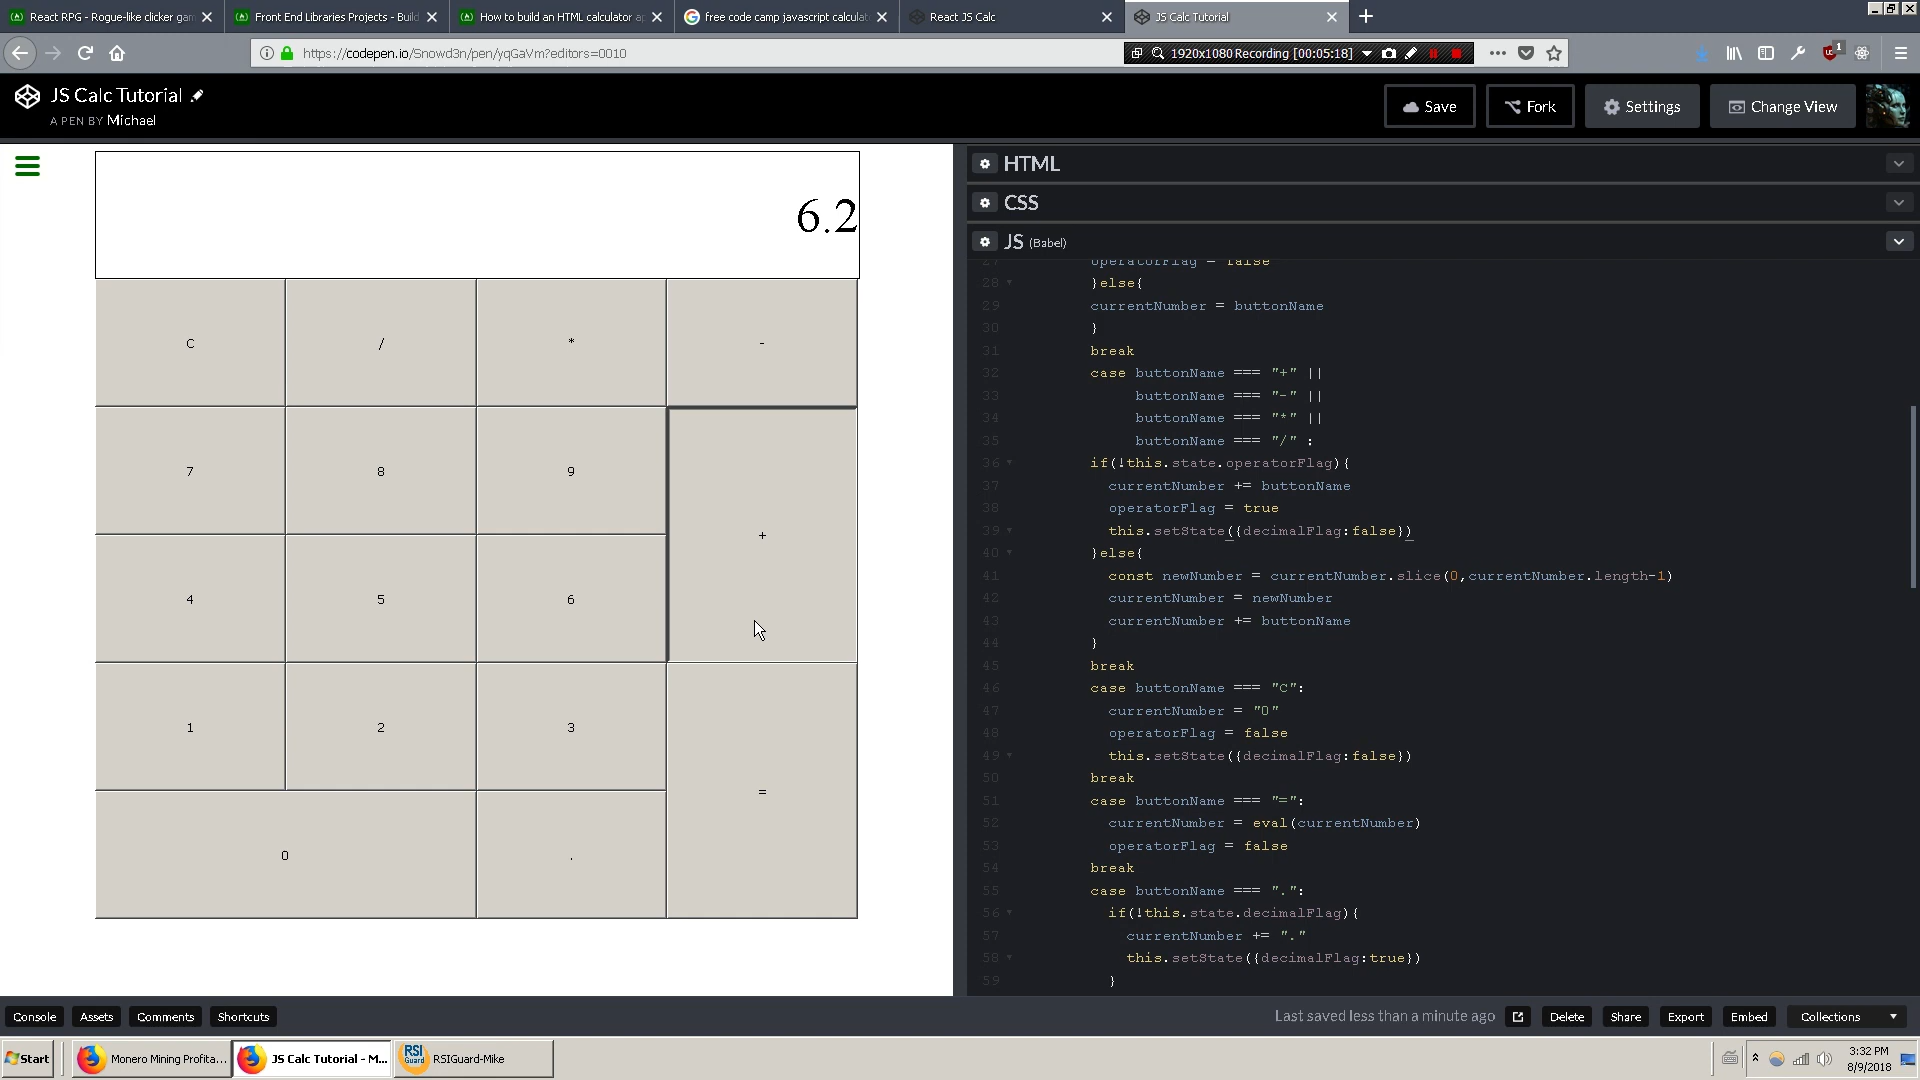 React RPG - Rogue-like clicker gam
Front End Libraries Projects - Build
How to build an HTML calculator a
free code camp javascript calculat
React JS Calc
JS Calc Tutorial
https://codepen.io/Snowd3n/pen/yqGaVm?editors=0010
1920x1080 Recording [00:05:18]
1
JS Calc Tutorial
A PEN BY Michael
Save
Fork
Settings
Change View
6.2
C
/
*
-
7
8
9
+
4
5
6
1
2
3
=
0
.
HTML
CSS
JS (Babel)
27 operatorFlag = false
28 }else{
29 currentNumber = buttonName
30 }
31 break
32 case buttonName === "+" ||
33 buttonName === "-" ||
34 buttonName === "*" ||
35 buttonName === "/" :
36 if(!this.state.operatorFlag){
37 currentNumber += buttonName
38 operatorFlag = true
39 this.setState({decimalFlag:false})
40 }else{
41 const newNumber = currentNumber.slice(0,currentNumber.length-1)
42 currentNumber = newNumber
43 currentNumber += buttonName
44 }
45 break
46 case buttonName === "C":
47 currentNumber = "0"
48 operatorFlag = false
49 this.setState({decimalFlag:false})
50 break
51 case buttonName === "=":
52 currentNumber = eval(currentNumber)
53 operatorFlag = false
54 break
55 case buttonName === ".":
56 if(!this.state.decimalFlag){
57 currentNumber += "."
58 this.setState({decimalFlag:true})
59 }
Console
Assets
Comments
Shortcuts
Last saved less than a minute ago
Delete
Share
Export
Embed
Collections
Start
Monero Mining Profita...
JS Calc Tutorial - M...
RSI Guard
RSIGuard-Mike
3:32 PM
8/9/2018